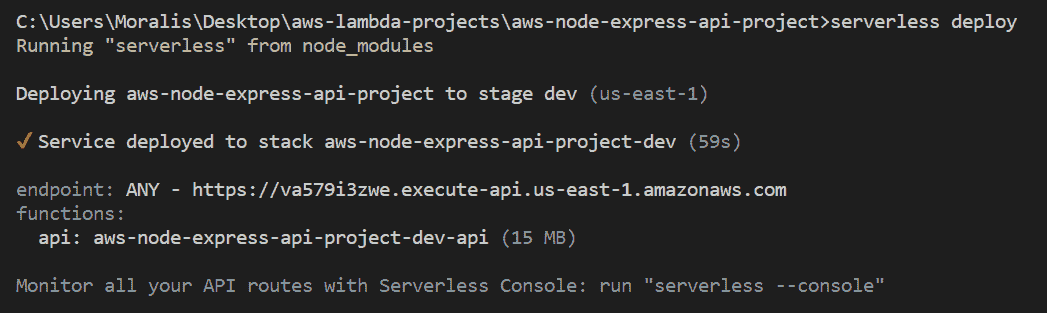 C:\Users\Moralis\Desktop\aws-lambda-projects\aws-node-express-api-project>serverless deploy
Running "serverless" from node_modules
Deploying aws-node-express-api-project to stage dev (us-east-1)
✓ Service deployed to stack aws-node-express-api-project-dev (59s)
endpoint: ANY - https://va579i3zwe.execute-api.us-east-1.amazonaws.com
functions:
  api: aws-node-express-api-project-dev-api (15 MB)
Monitor all your API routes with Serverless Console: run "serverless --console"